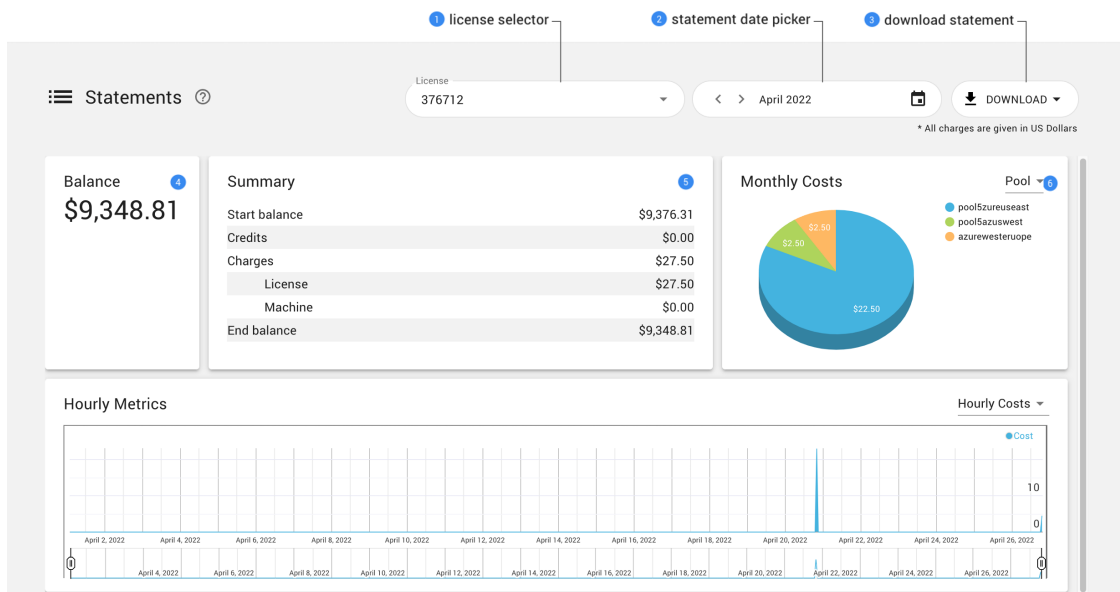 1 license selector
2 statement date picker
3 download statement
Statements ?
License
376712
April 2022
DOWNLOAD
* All charges are given in US Dollars
Balance 4
$9,348.81
Summary 5
Start balance $9,376.31
Credits $0.00
Charges $27.50
License $27.50
Machine $0.00
End balance $9,348.81
Monthly Costs
Pool 6
pool5zureuseast
pool5azuswest
azurewesteruope
$2.50
$2.50
$22.50
Hourly Metrics
Hourly Costs
Cost
10
0
April 2, 2022 April 4, 2022 April 6, 2022 April 8, 2022 April 10, 2022 April 12, 2022 April 14, 2022 April 16, 2022 April 18, 2022 April 20, 2022 April 22, 2022 April 24, 2022 April 26, 2022
April 4, 2022 April 6, 2022 April 8, 2022 April 10, 2022 April 12, 2022 April 14, 2022 April 16, 2022 April 18, 2022 April 20, 2022 April 22, 2022 April 24, 2022 April 26, 2022